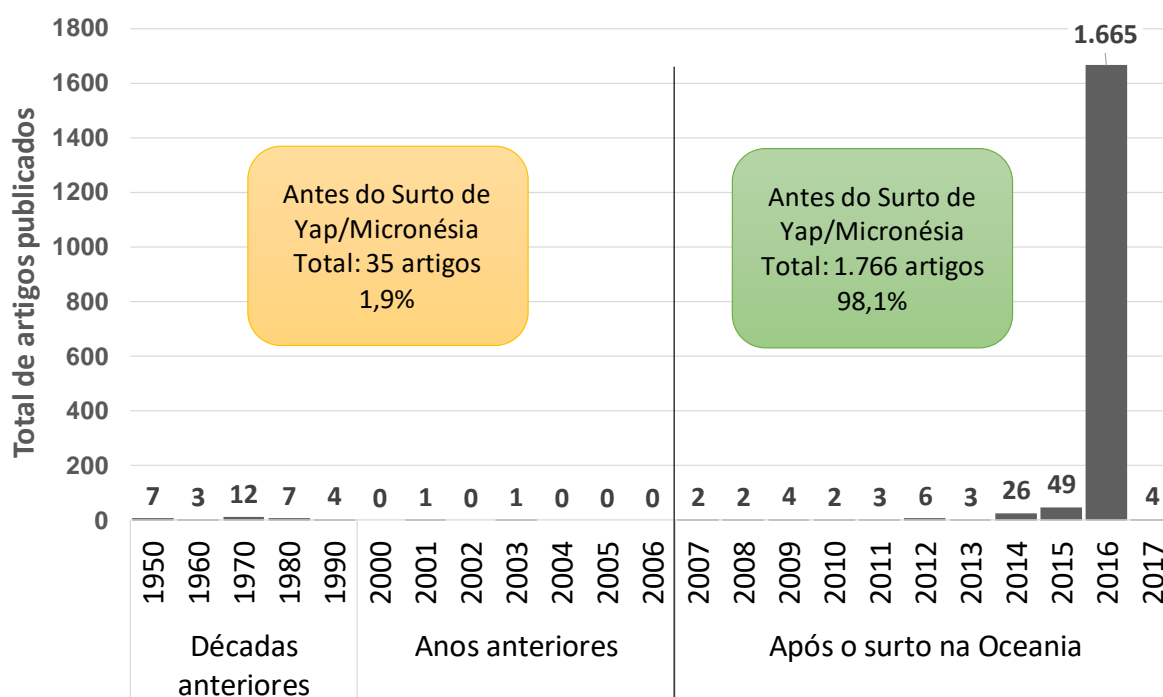 Total de artigos publicados
1800
1600
1400
1200
1000
800
600
400
200
0
Antes do Surto de
Yap/Micronésia
Total: 35 artigos
1,9%
Antes do Surto de
Yap/Micronésia
Total: 1.766 artigos
98,1%
7 3 12 7 4 0 1 0 1 0 0 0 2 2 4 2 3 6 3 26 49 1.665 4
1950 1960 1970 1980 1990 2000 2001 2002 2003 2004 2005 2006 2007 2008 2009 2010 2011 2012 2013 2014 2015 2016 2017
Décadas
anteriores
Anos anteriores
Após o surto na Oceania